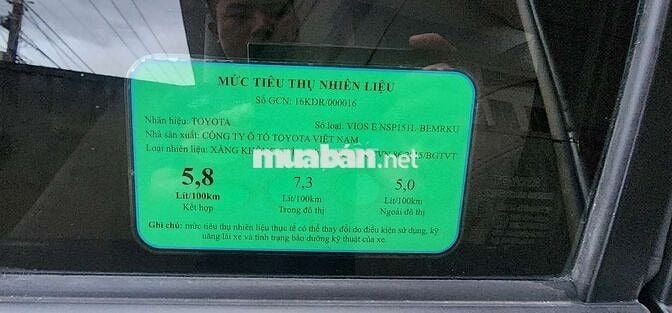 MỨC TIÊU THỤ NHIÊN LIỆU
Số GCN: 16KDR/000016
Nhãn hiệu: TOYOTA Số loại: VIOS E NSP151L-BEMRKU
Nhà sản xuất: CÔNG TY Ô TÔ TOYOTA VIỆT NAM
Loại nhiên liệu: XĂNG KHÔNG /BGTVT
muabán.net
5,8 7,3 5,0
Lít/100km Lít/100km Lít/100km
Kết hợp Trong đô thị Ngoài đô thị
Ghi chú: mức tiêu thụ nhiên liệu thực tế có thể thay đổi do điều kiện sử dụng, kỹ
năng lái xe và tình trạng bảo dưỡng kỹ thuật của xe.